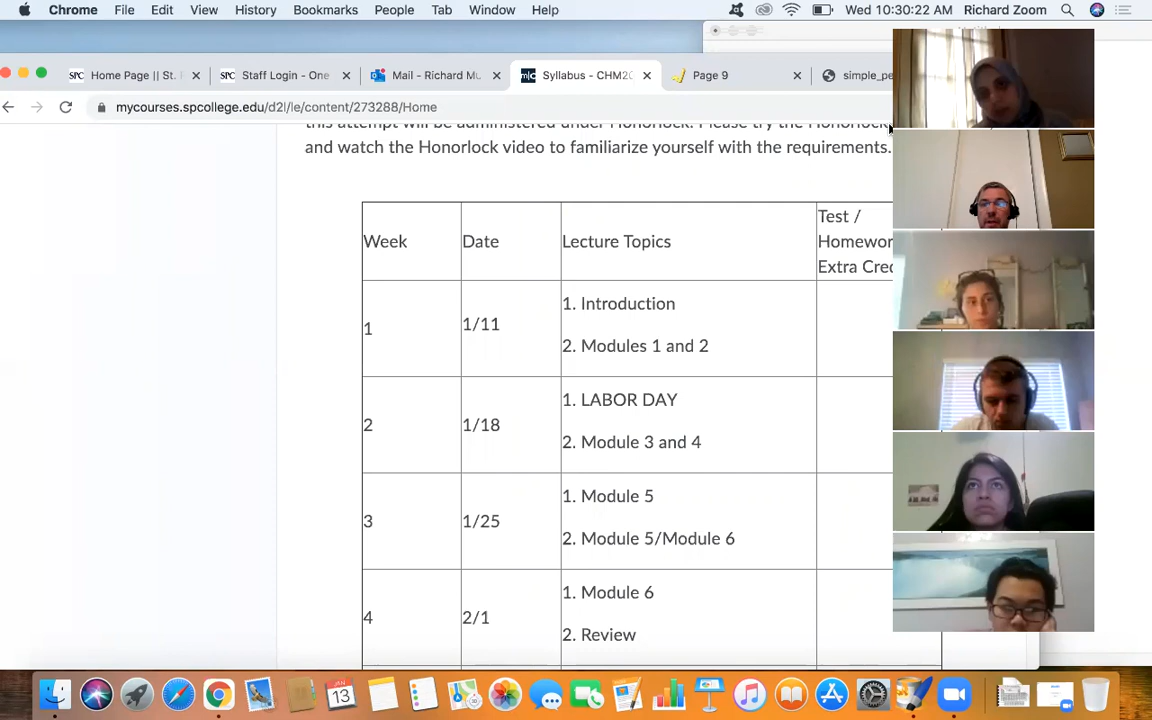 Chrome File Edit View History Bookmarks People Tab Window Help Wed 10:30:22 AM Richard Zoom
SPC Home Page || St. SPC Staff Login - One Mail - Richard Mu Syllabus - CHM20 Page 9 simple_pe
mycourses.spcollege.edu/d2l/le/content/273288/Home
this attempt will be administered under Honorlock. Please try the Honorlock
and watch the Honorlock video to familiarize yourself with the requirements.
Week Date Lecture Topics Test /
Homewor
Extra Cred
1 1/11 1. Introduction
2. Modules 1 and 2
2 1/18 1. LABOR DAY
2. Module 3 and 4
3 1/25 1. Module 5
2. Module 5/Module 6
4 2/1 1. Module 6
2. Review
JAN
13